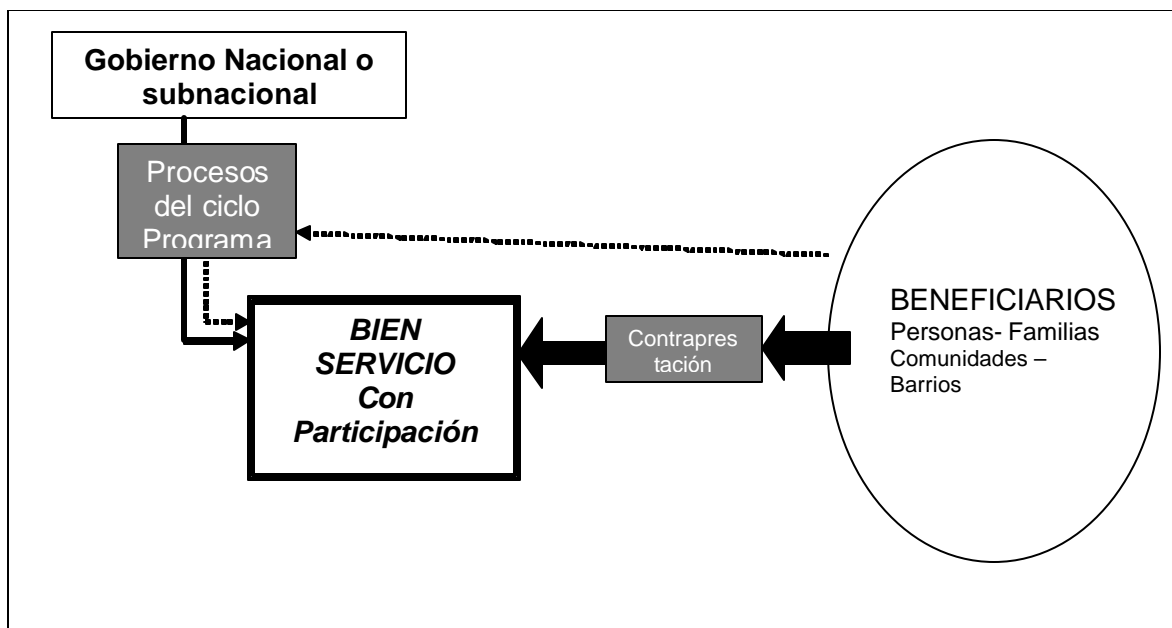 Gobierno Nacional o
subnacional
Procesos
del ciclo
Programa
BIEN
SERVICIO
Con
Participación
Contrapres
tación
BENEFICIARIOS
Personas- Familias
Comunidades –
Barrios